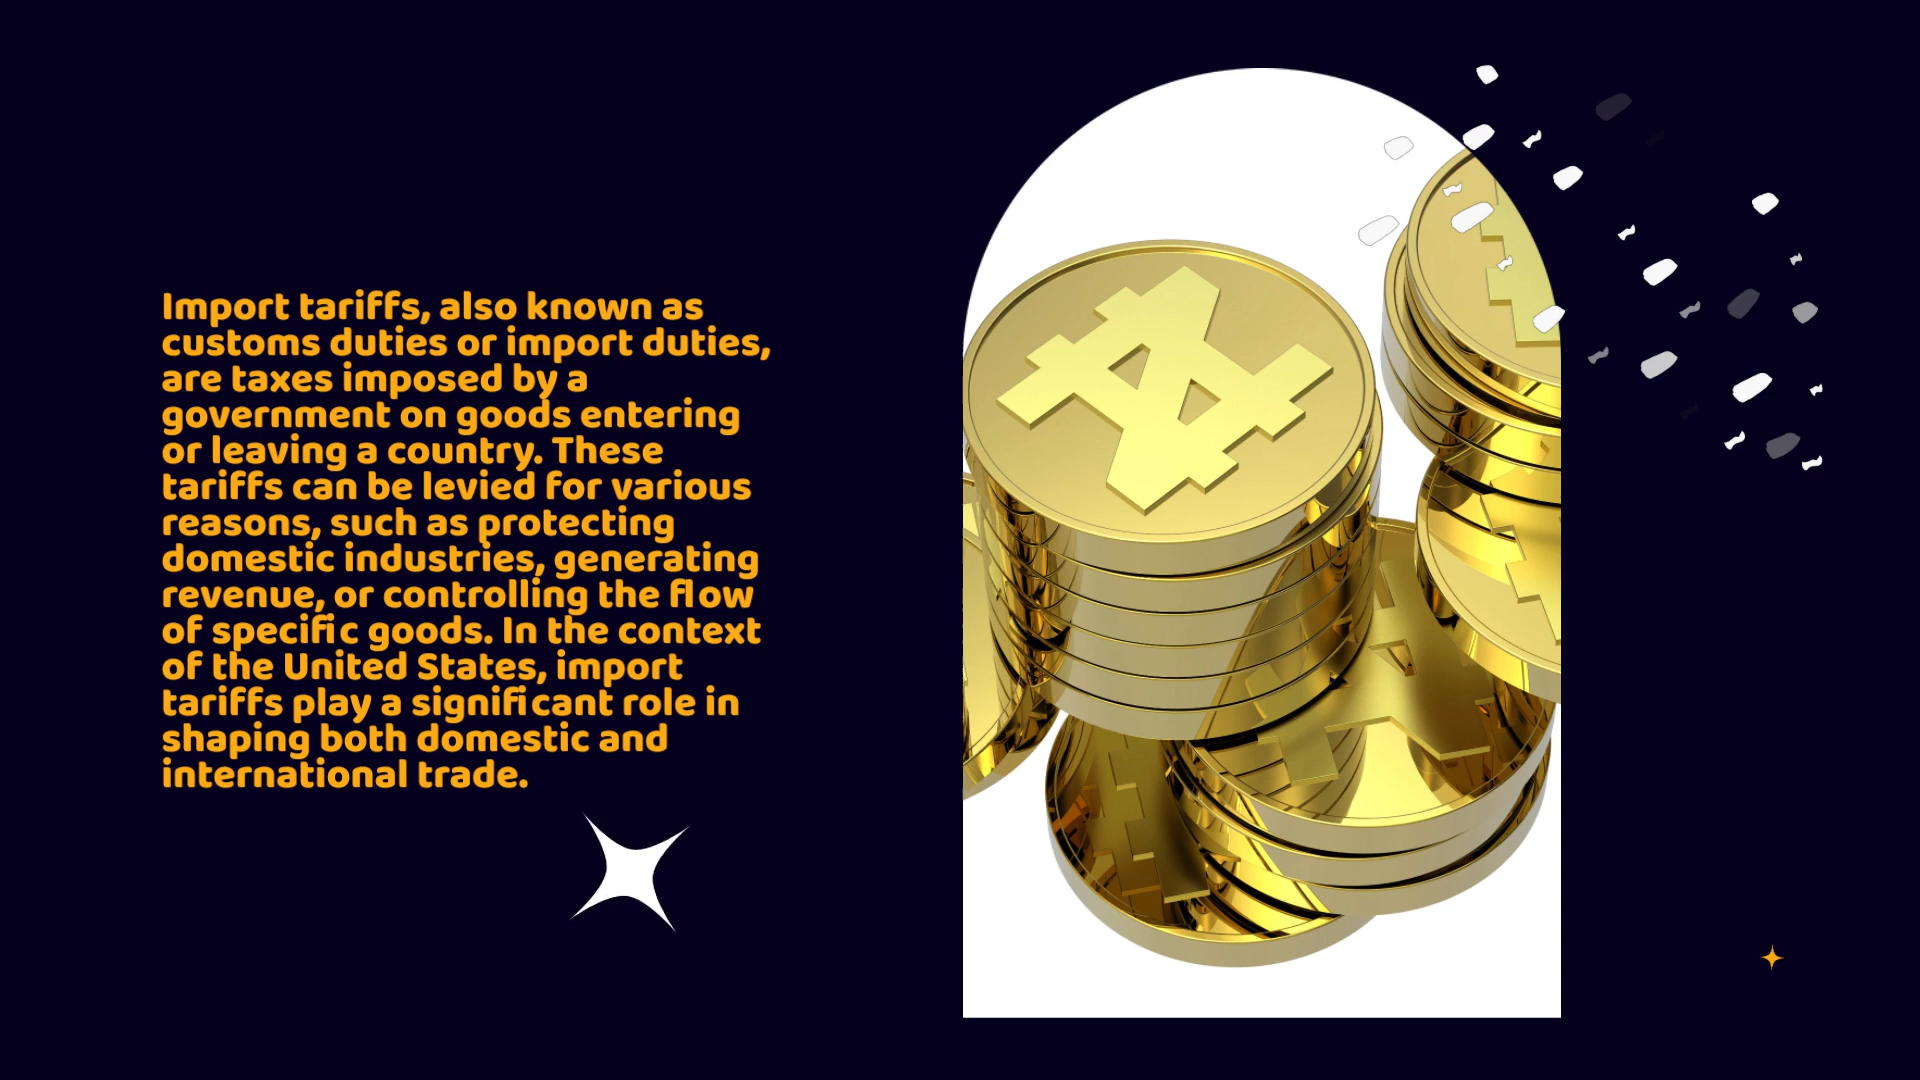 Import tariffs, also known as
customs duties or import duties,
are taxes imposed by a
government on goods entering
or leaving a country. These
tariffs can be levied for various
reasons, such as protecting
domestic industries, generating
revenue, or controlling the flow
of specific goods. In the context
of the United States, import
tariffs play a significant role in
shaping both domestic and
international trade.